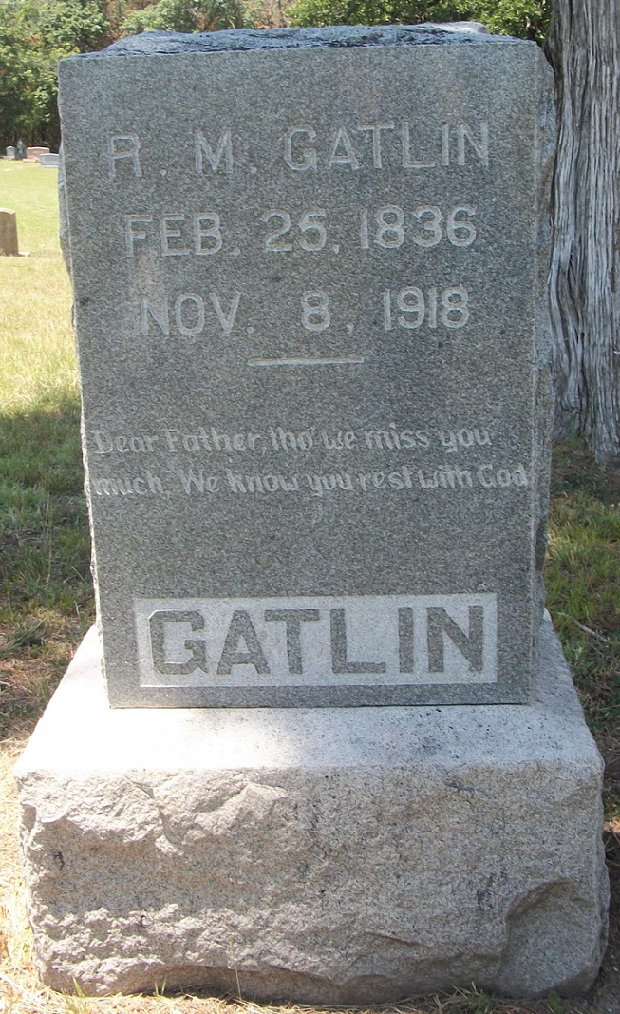 R. M. GATLIN
FEB. 25, 1836
NOV. 8, 1918
Dear Father, tho' we miss you
much, We know you rest with God
GATLIN